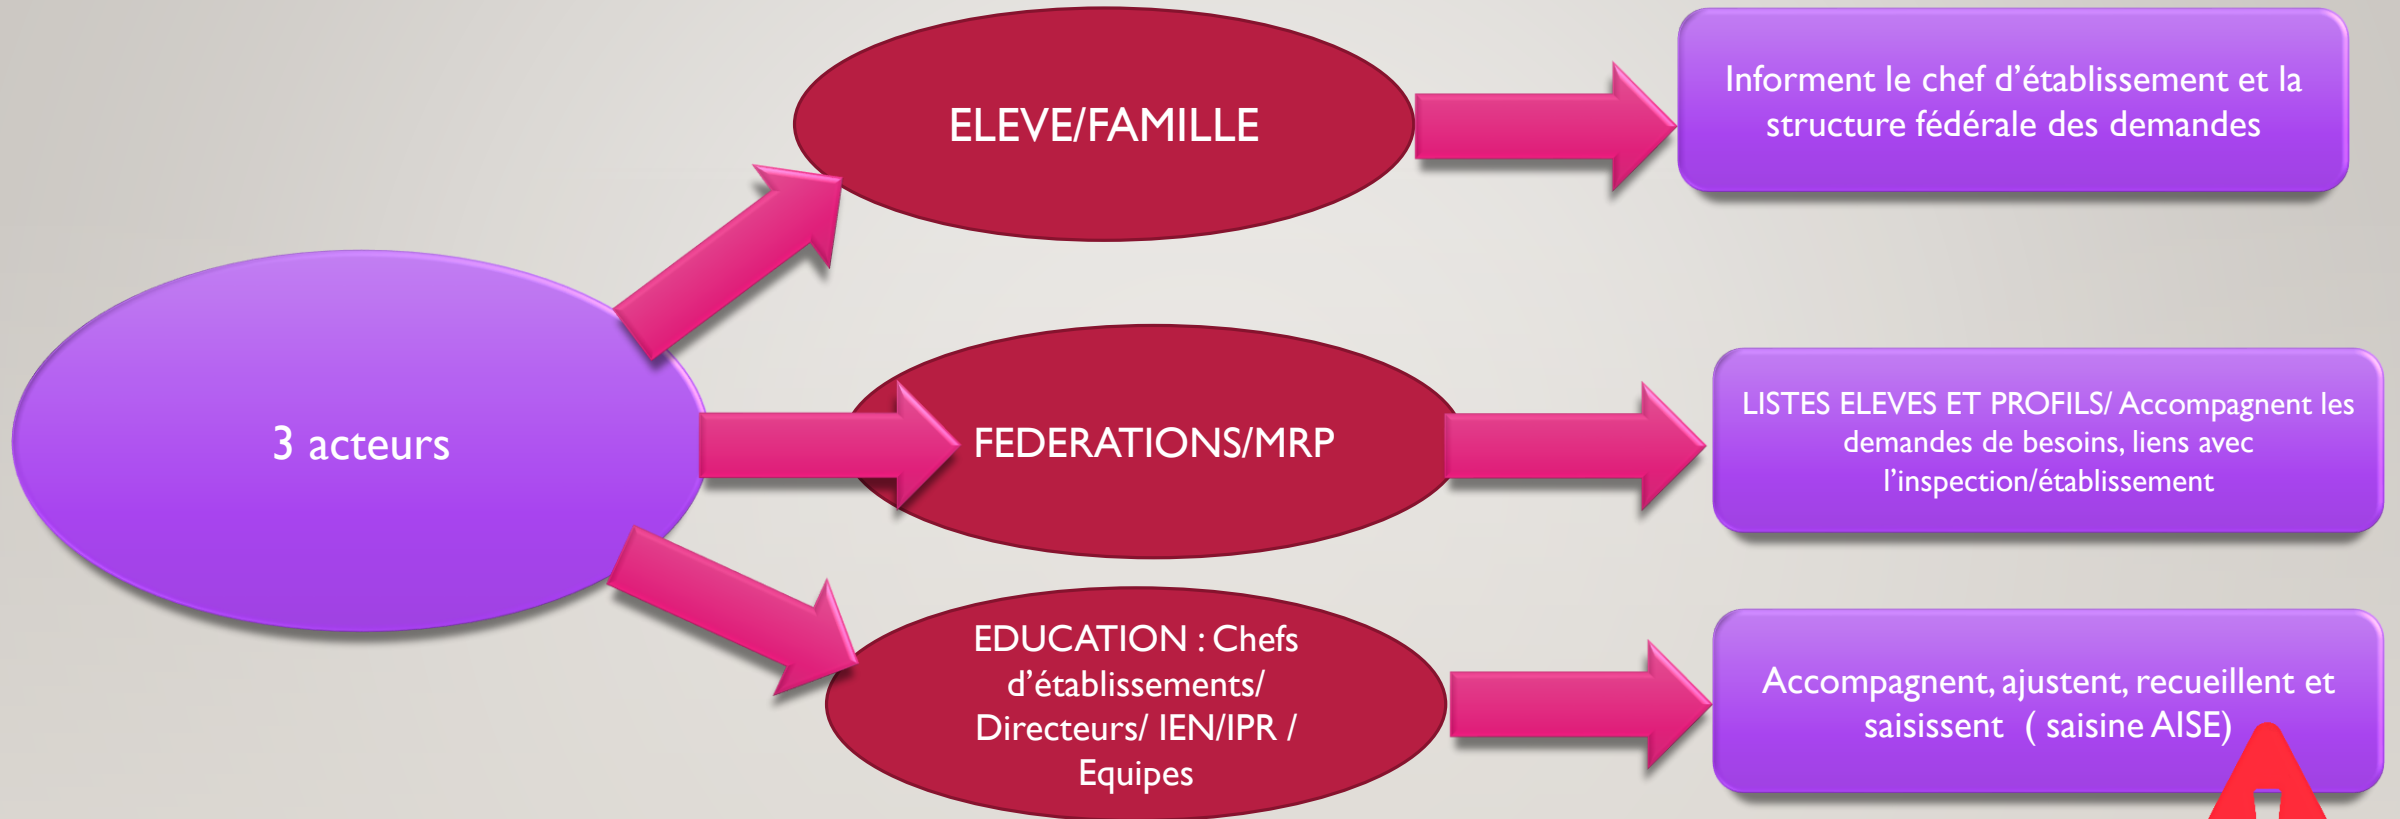 ELEVE/FAMILLE
Informent le chef d’établissement et la
structure fédérale des demandes
3 acteurs
FEDERATIONS/MRP
LISTES ELEVES ET PROFILS/ Accompagnent les
demandes de besoins, liens avec
l’inspection/établissement
EDUCATION : Chefs
d’établissements/
Directeurs/ IEN/IPR /
Equipes
Accompagnent, ajustent, recueillent et
saisissent ( saisine AISE)